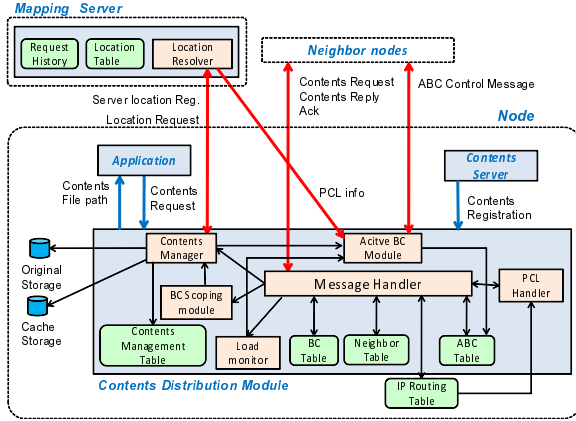 Mapping Server
Request
History
Location
Table
Location
Resolver
Neighbor nodes
Server location Reg.
Location Request
Contents Request
Contents Reply
Ack
ABC Control Message
Node
Application
Contents
Server
Contents
File path
Contents
Request
PCL info
Contents
Registration
Contents
Manager
Acitve BC
Module
Original
Storage
Message Handler
PCL
Handler
BC Scoping
module
Cache
Storage
Contents
Management
Table
Load
monitor
BC
Table
Neighbor
Table
ABC
Table
Contents Distribution Module
IP Routing
Table